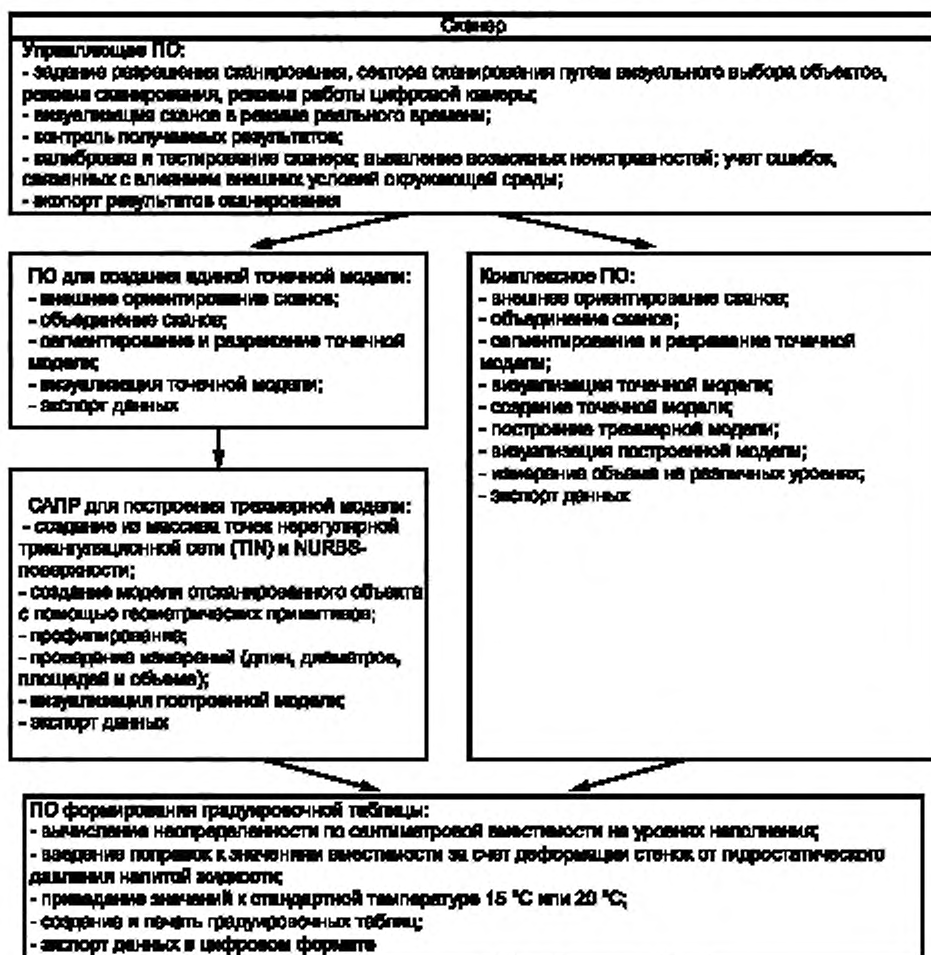 Сканер
Управляющее ПО:
- задание разрешения сканирования, сектора сканирования путем визуального выбора объектов,
режима сканирования, режима работы цифровой камеры;
- визуализация сканов в режиме реального времени;
- контроль получаемых результатов;
- калибровка и тестирование сканера; выявление возможных неисправностей; учет ошибок,
связанных с влиянием внешних условий окружающей среды;
- экспорт результатов сканирования
ПО для создания единой точечной модели:
- внешнее ориентирование сканов;
- объединение сканов;
- сегментирование и разрежение точечной
модели;
- визуализация точечной модели;
- экспорт данных
Комплексное ПО:
- внешнее ориентирование сканов;
- объединение сканов;
- сегментирование и разрежение точечной
модели;
- визуализация точечной модели;
- создание точечной модели;
- построение трехмерной модели;
- визуализация построенной модели;
- измерение объема на различных уровнях;
- экспорт данных
САПР для построения трехмерной модели:
- создание из массива точек нерегулярной
триангуляционной сети (TIN) и NURBS-
поверхности;
- создание модели отсканированного объекта
с помощью геометрических примитивов;
- профилирование;
- проведение измерений (длин, диаметров,
площадей и объема);
- визуализация построенной модели;
- экспорт данных
ПО формирования градуировочной таблицы:
- вычисление неопределенности по сантиметровой вместимости на уровнях наполнения;
- введение поправок к значениям вместимости за счет деформации стенок от гидростатического
давления налитой жидкости;
- приведение значений к стандартной температуре 15 °С или 20 °С;
- создание и печать градуировочных таблиц;
- экспорт данных в цифровом формате